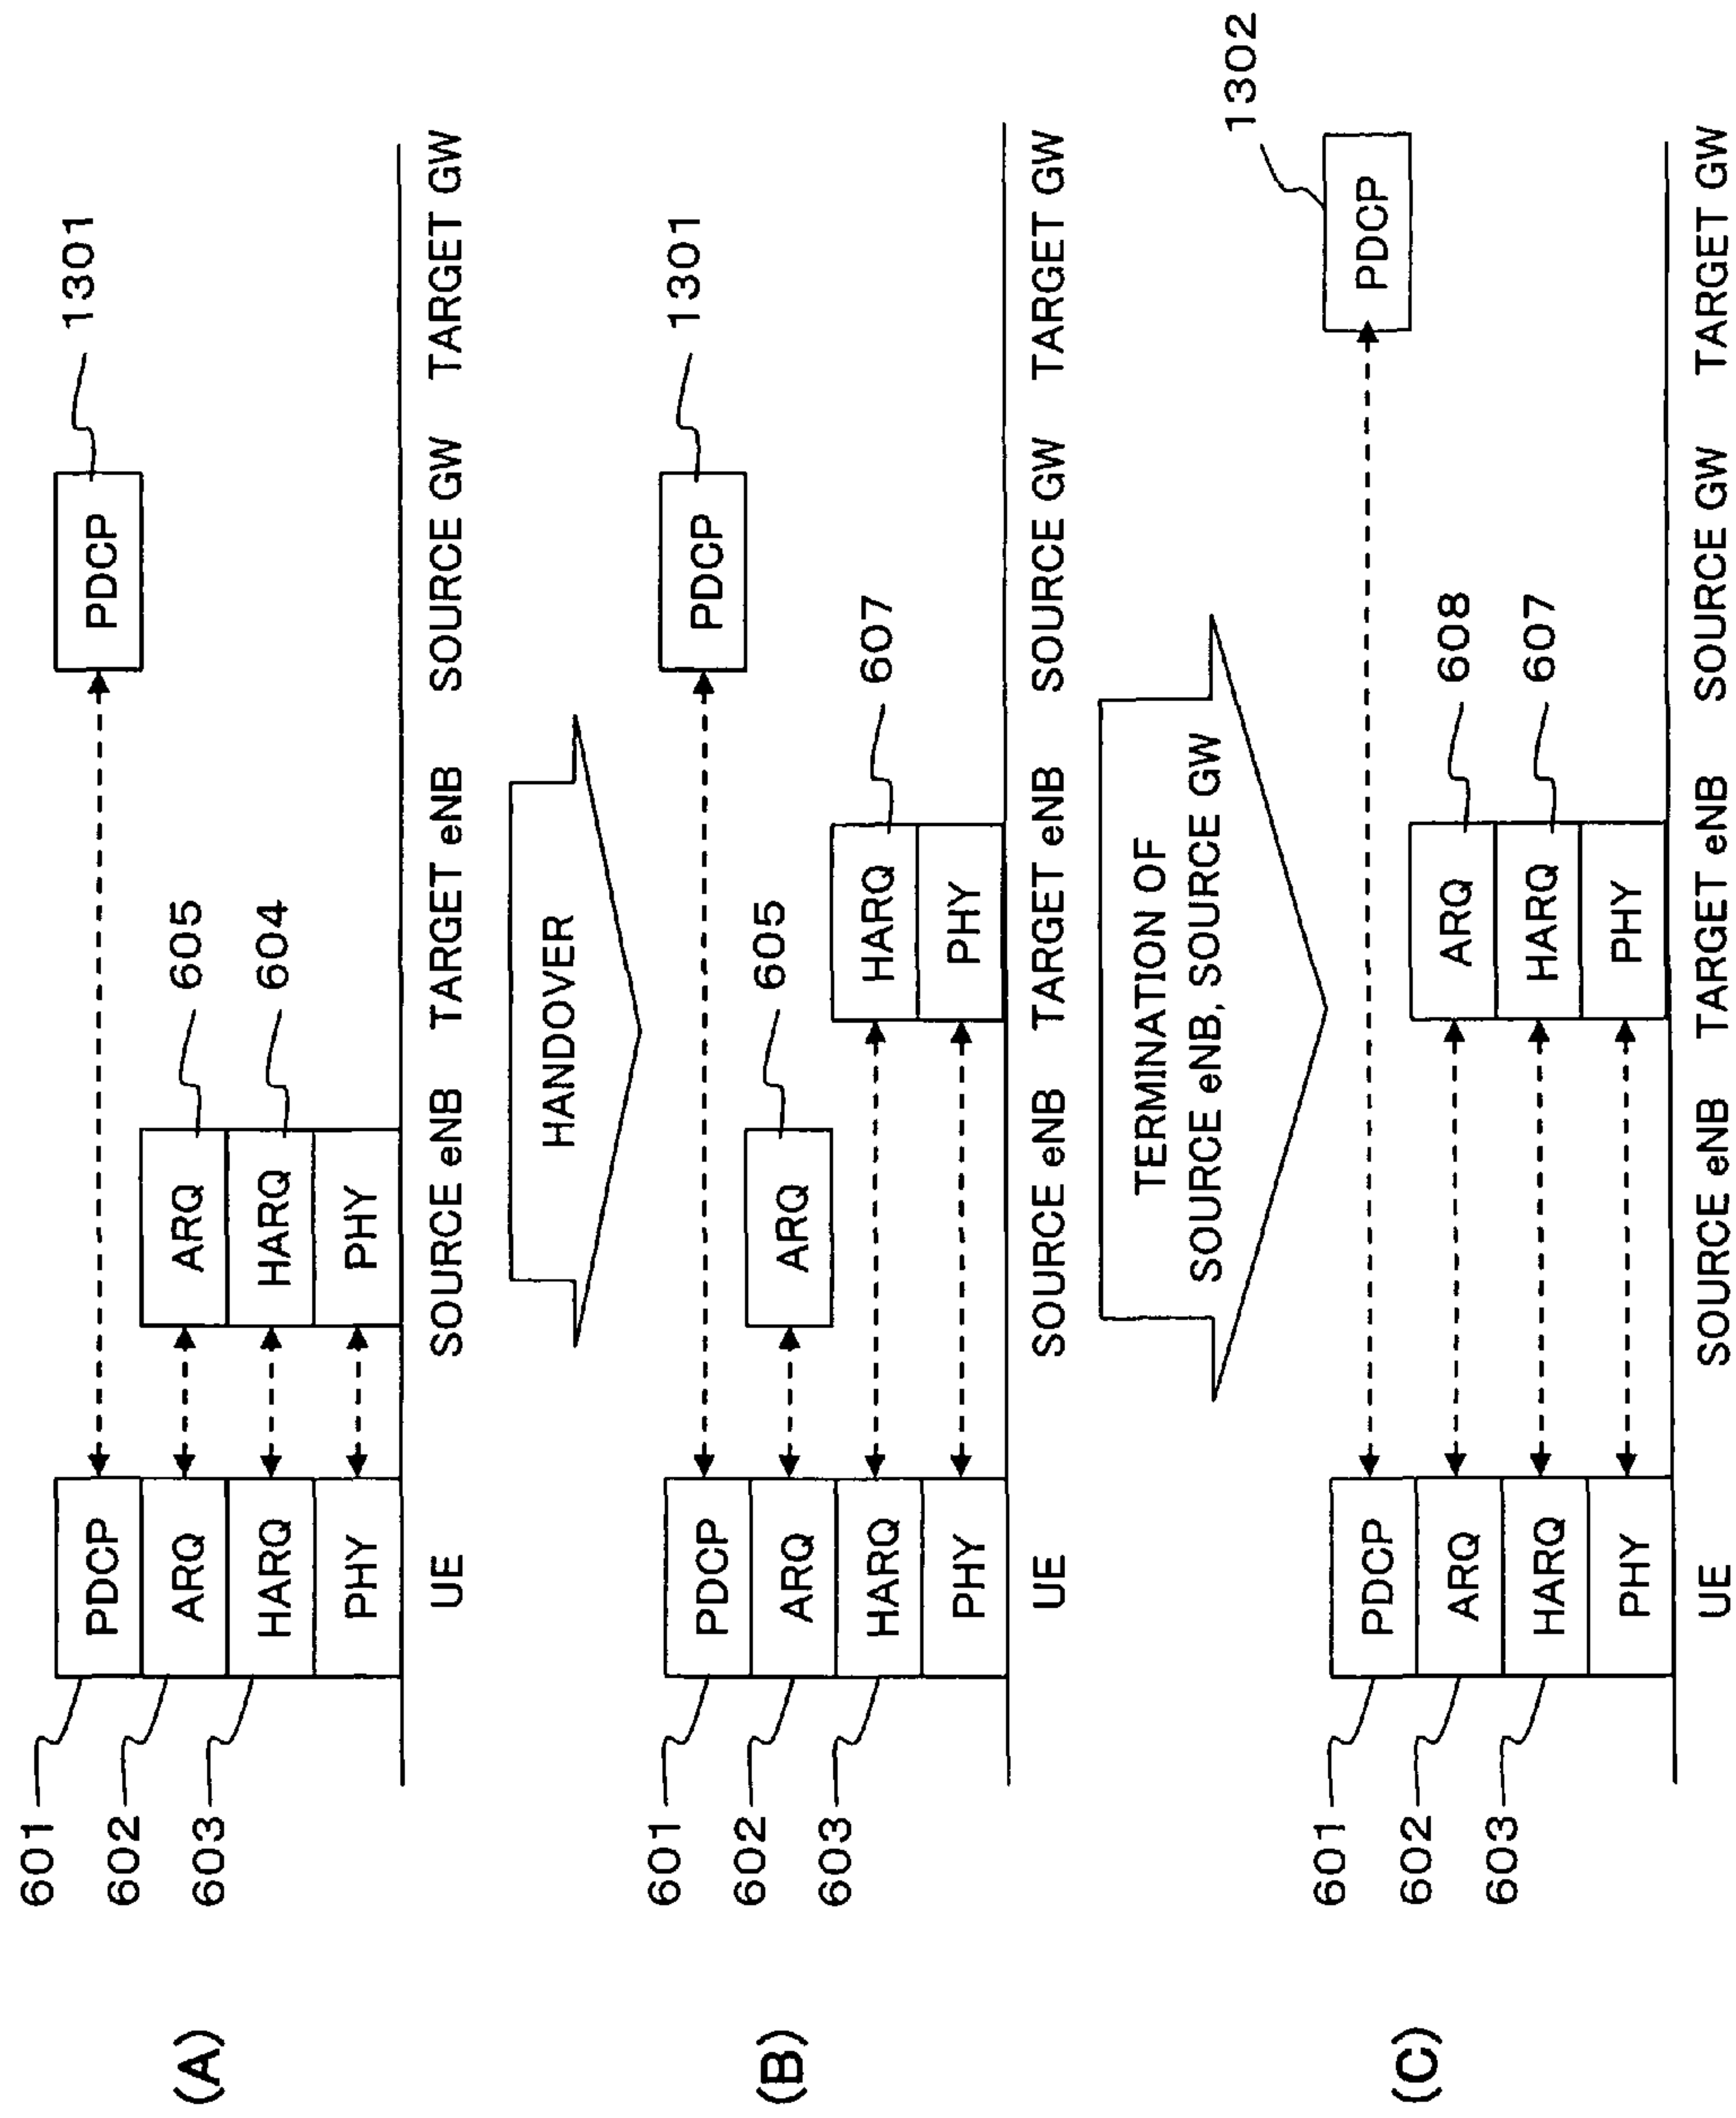 (A)
601
602
603
PDCP
ARQ
HARQ
PHY
ARQ
HARQ
PHY
605
604
PDCP
1301
UE SOURCE eNB TARGET eNB SOURCE GW TARGET GW
HANDOVER
(B)
601
602
603
PDCP
ARQ
HARQ
PHY
ARQ
605
HARQ
PHY
607
PDCP
1301
UE SOURCE eNB TARGET eNB SOURCE GW TARGET GW
TERMINATION OF
SOURCE eNB, SOURCE GW
(C)
601
602
603
PDCP
ARQ
HARQ
PHY
ARQ
HARQ
PHY
608
607
PDCP
1302
UE SOURCE eNB TARGET eNB SOURCE GW TARGET GW